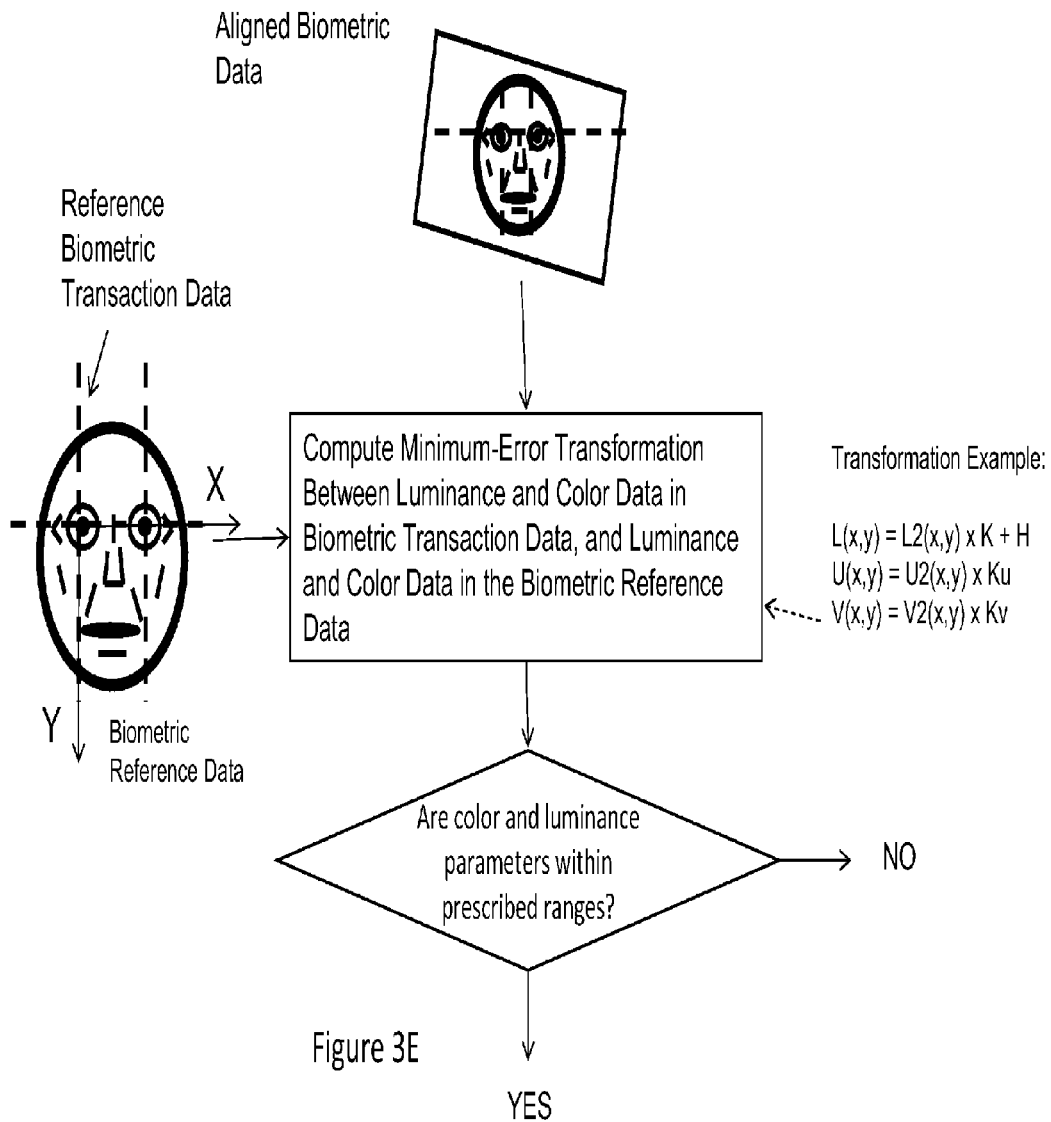 Aligned Biometric
Data
Reference
Biometric
Transaction Data
X
Y
Biometric
Reference Data
Compute Minimum-Error Transformation
Between Luminance and Color Data in
Biometric Transaction Data, and Luminance
and Color Data in the Biometric Reference
Data
Transformation Example:
L(x,y) = L2(x,y) x K + H
U(x,y) = U2(x,y) x Ku
V(x,y) = V2(x,y) x Kv
Are color and luminance
parameters within
prescribed ranges?
NO
Figure 3E
YES